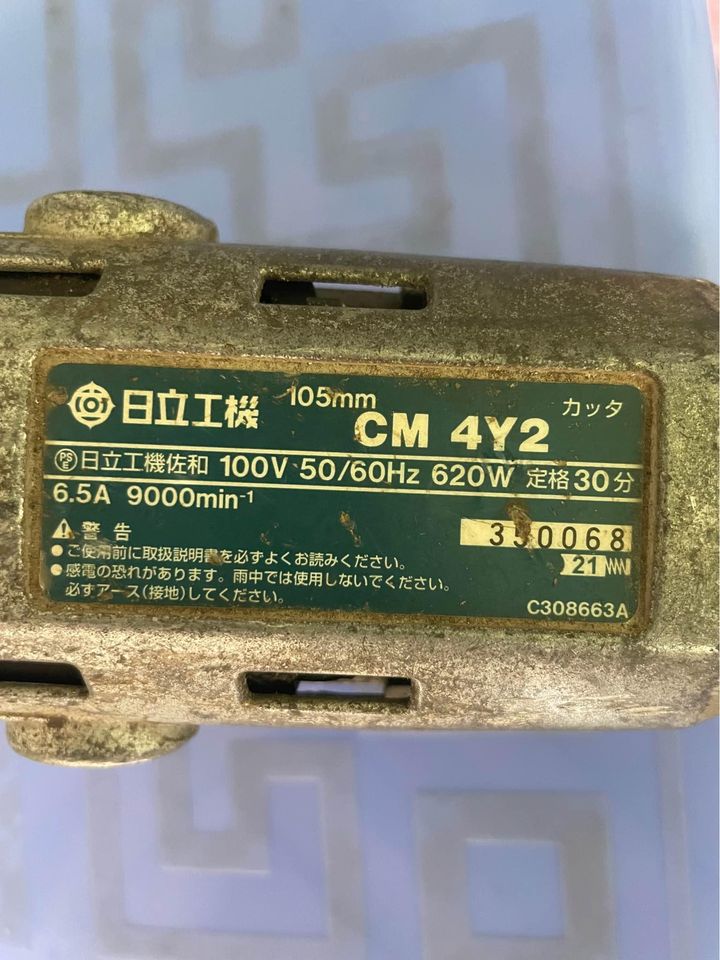 日立工機 105mm CM 4Y2 カッタ
PSE 日立工機佐和 100V 50/60Hz 620W 定格30分
6.5A 9000min-1
警告
350068
●ご使用前に取扱説明書を必ずよくお読みください。
21
●感電の恐れがあります。雨中では使用しないでください。
必ずアース(接地)してください。
C308663A